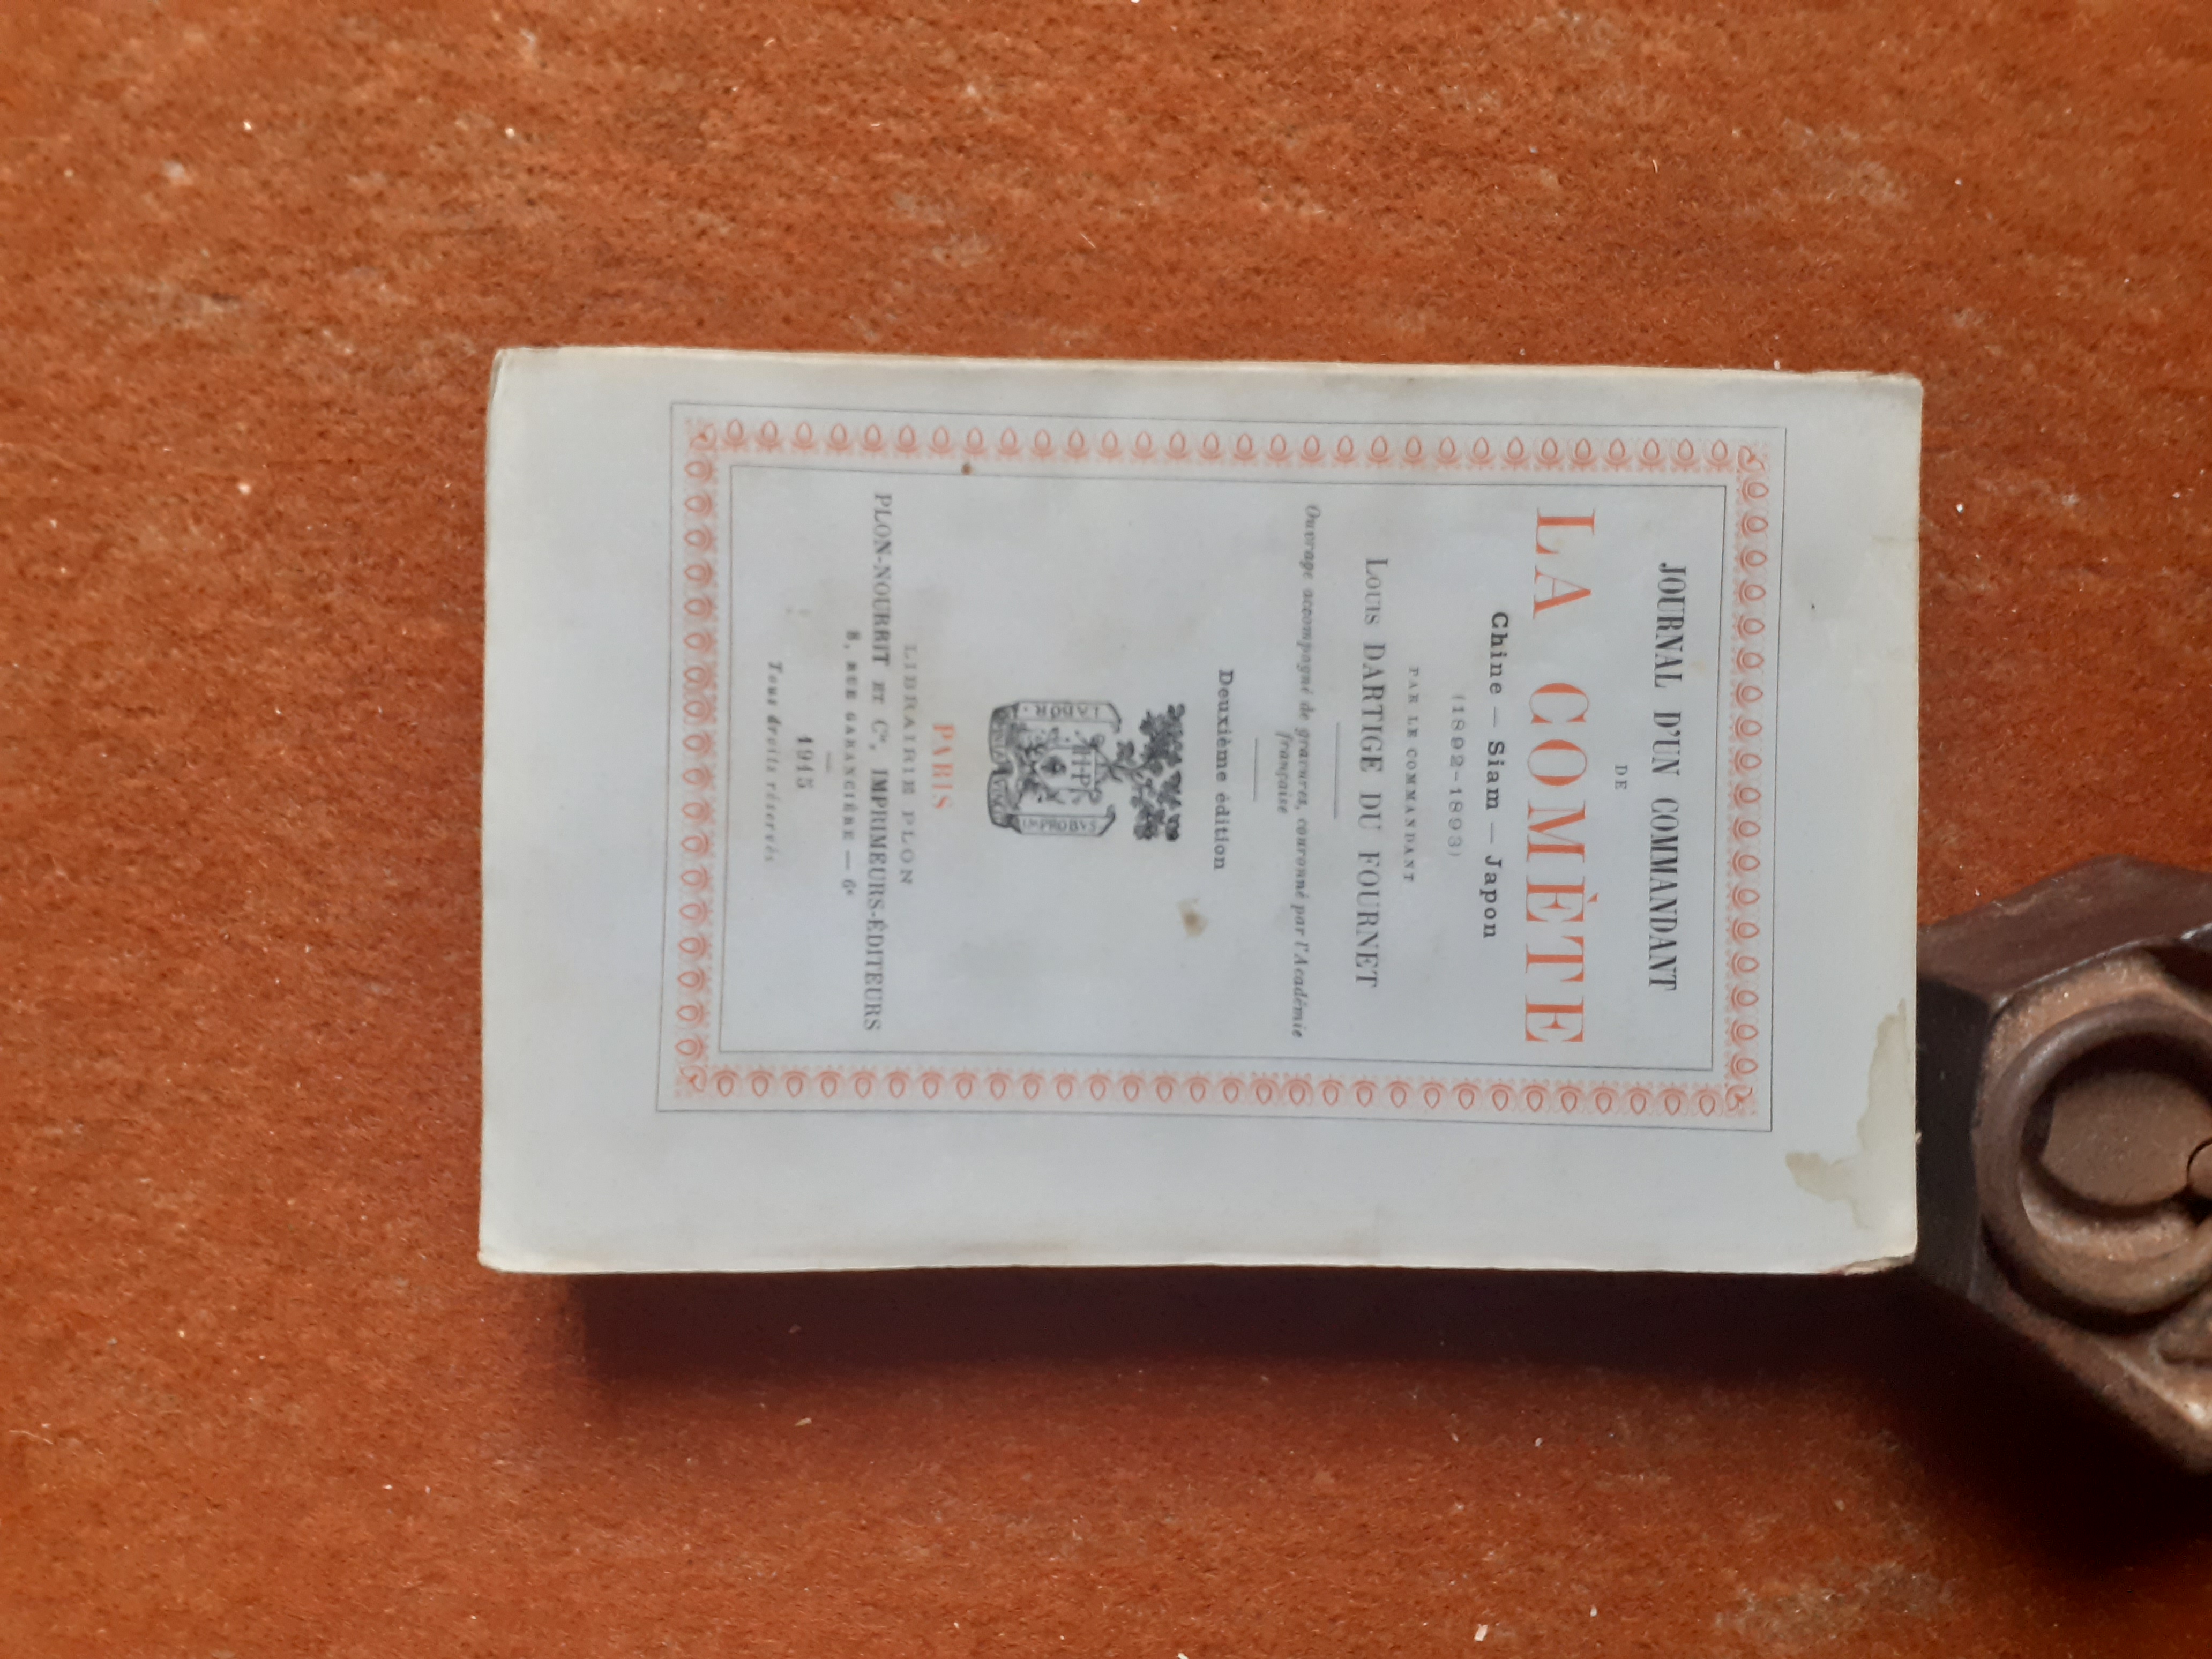 JOURNAL D'UN COMMANDANT
DE
LA COMÈTE
Chine — Siam — Japon
(1892-1893)
PAR LE COMMANDANT
LOUIS DARTIGE DU FOURNET
Ouvrage accompagné de gravures, couronné par l'Académie
française
Deuxième édition
LABOR
HP
IMPROBVS
PARIS
LIBRAIRIE PLON
PLON-NOURRIT ET Cie, IMPRIMEURS-ÉDITEURS
8, RUE GARANCIÈRE — 6e
1915
Tous droits réservés